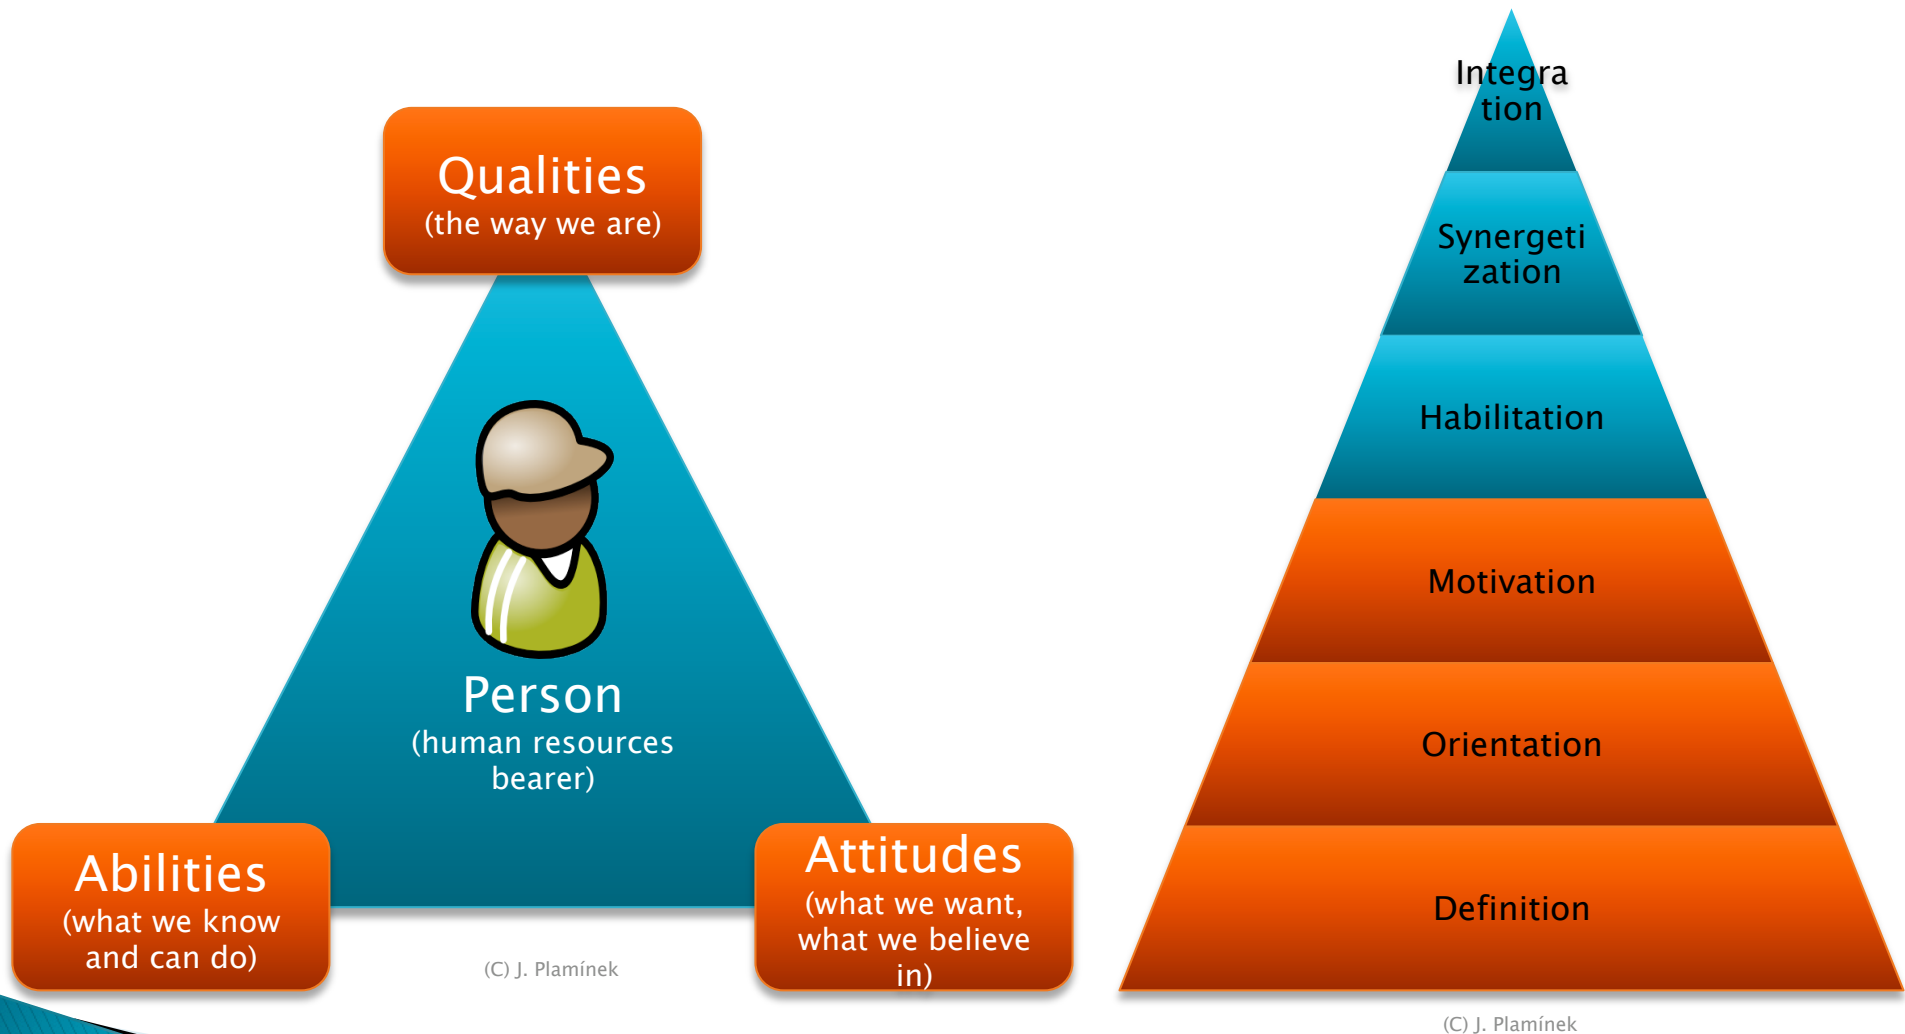 Qualities
(the way we are)
Person
(human resources
bearer)
Abilities
(what we know
and can do)
Attitudes
(what we want,
what we believe
in)
(C) J. Plamínek
Integra
tion
Synergeti
zation
Habilitation
Motivation
Orientation
Definition
(C) J. Plamínek